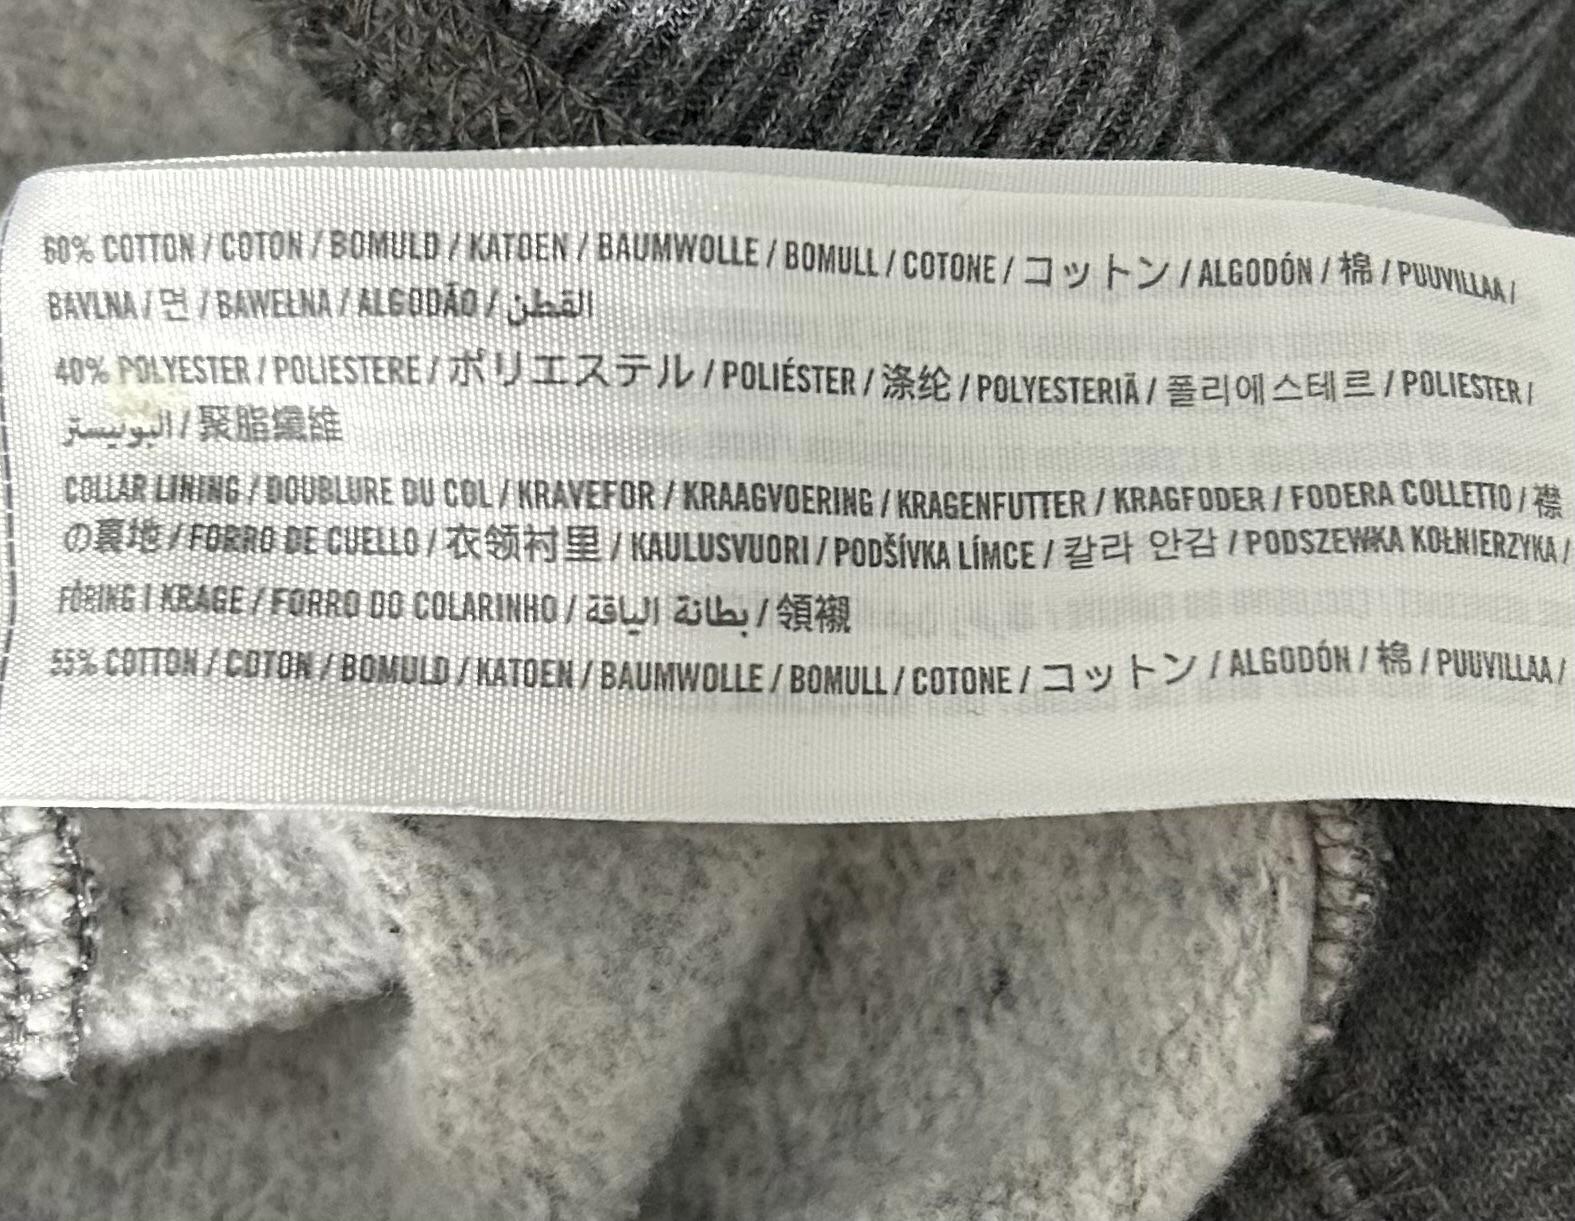 60% COTTON / COTON / BOMULD / KATOEN / BAUMWOLLE / BOMULL / COTONE / コットン / ALGODÓN / 棉 / PUUVILLAA /
BAVLNA / 면 / BAWEŁNA / ALGODÃO / القطن
40% POLYESTER / POLIESTERE / ポリエステル / POLIÉSTER / 涤纶 / POLYESTERIÃ / 폴리에스테르 / POLIESTER /
البوليستر / 聚脂纖維
COLLAR LINING / DOUBLURE DU COL / KRAVEFOR / KRAAGVOERING / KRAGENFUTTER / KRAGFODER / FODERA COLLETTO / 襟
の裏地 / FORRO DE CUELLO / 衣领衬里 / KAULUSVUORI / PODŠÍVKA LÍMCE / 칼라 안감 / PODSZEWKA KOŁNIERZYKA /
FÓRING I KRAGE / FORRO DO COLARINHO / بطانة الياقة / 領襯
55% COTTON / COTON / BOMULD / KATOEN / BAUMWOLLE / BOMULL / COTONE / コットン / ALGODÓN / 棉 / PUUVILLAA /